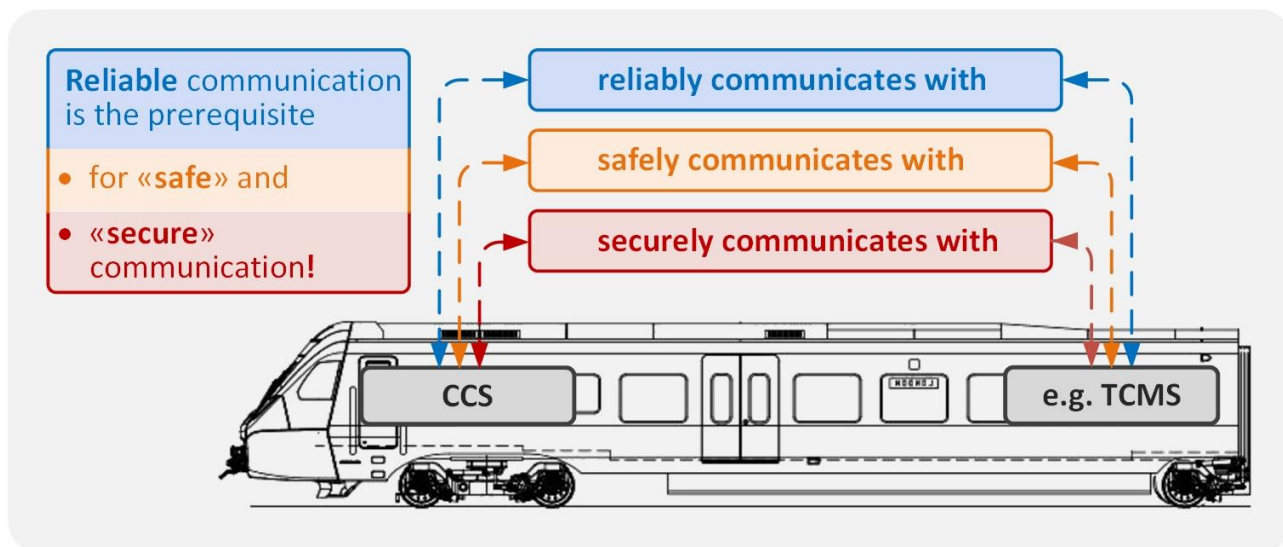 Reliable communication
is the prerequisite
• for «safe» and
• «secure»
communication!
reliably communicates with
safely communicates with
securely communicates with
CCS
e.g. TCMS